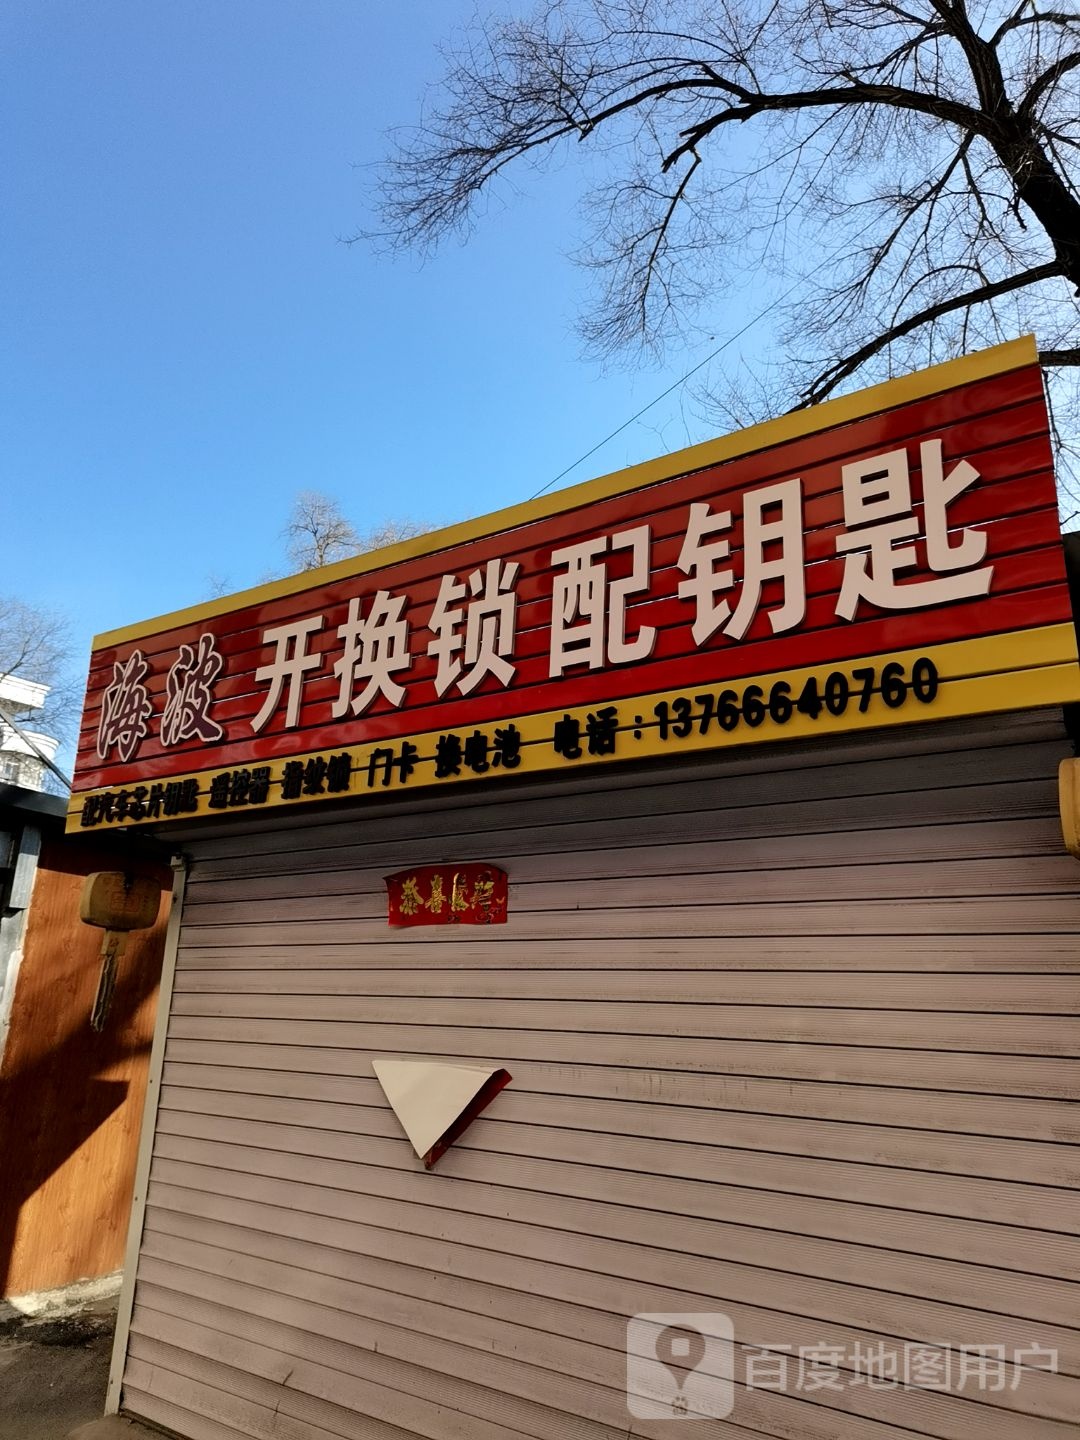 海波 开换锁配钥匙
配汽车芯片钥匙 遥控器 指纹锁 门卡 换电池 电话：13766640760
恭喜发财
百度地图用户